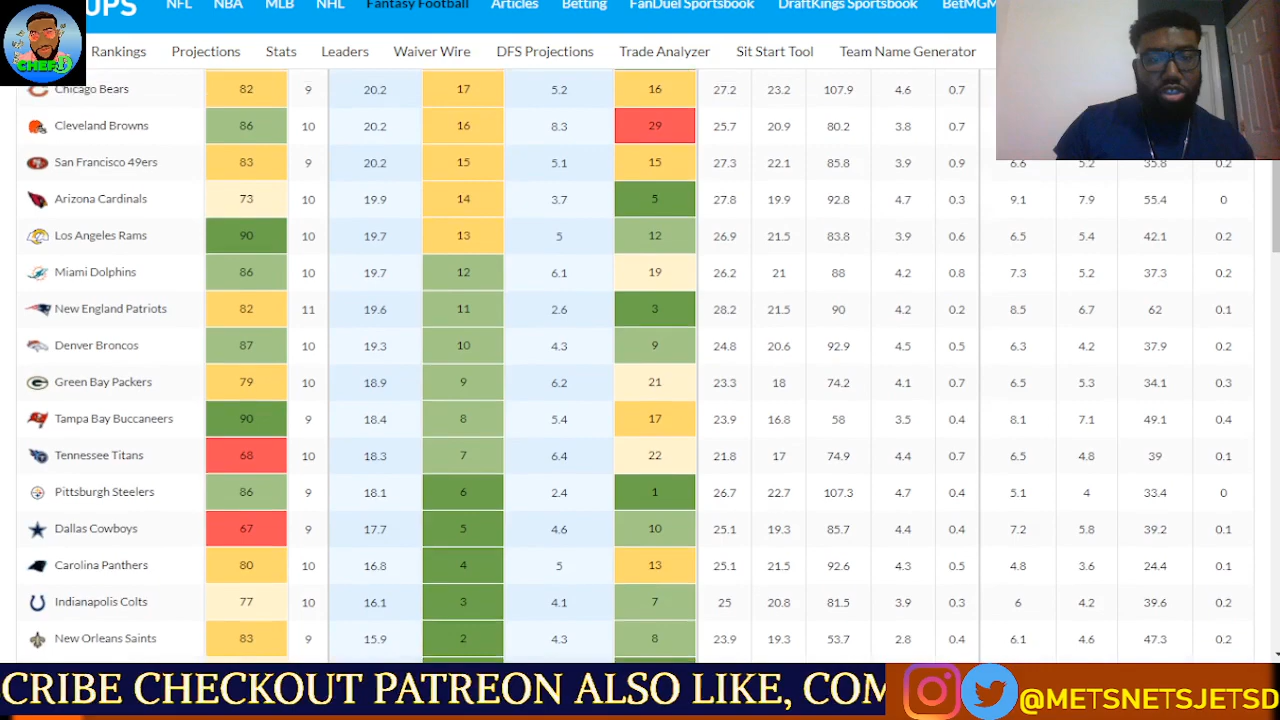 UPS NFL NBA MLB NHL Fantasy Football Articles Betting FanDuel Sportsbook DraftKings Sportsbook BetMGM
CHEF
Rankings Projections Stats Leaders Waiver Wire DFS Projections Trade Analyzer Sit Start Tool Team Name Generator
Chicago Bears 82 9 20.2 17 5.2 16 27.2 23.2 107.9 4.6 0.7
Cleveland Browns 86 10 20.2 16 8.3 29 25.7 20.9 80.2 3.8 0.7
San Francisco 49ers 83 9 20.2 15 5.1 15 27.3 22.1 85.8 3.9 0.9 6.6 5.2 35.8 0.2
Arizona Cardinals 73 10 19.9 14 3.7 5 27.8 19.9 92.8 4.7 0.3 9.1 7.9 55.4 0
Los Angeles Rams 90 10 19.7 13 5 12 26.9 21.5 83.8 3.9 0.6 6.5 5.4 42.1 0.2
Miami Dolphins 86 10 19.7 12 6.1 19 26.2 21 88 4.2 0.8 7.3 5.2 37.3 0.2
New England Patriots 82 11 19.6 11 2.6 3 28.2 21.5 90 4.2 0.2 8.5 6.7 62 0.1
Denver Broncos 87 10 19.3 10 4.3 9 24.8 20.6 92.9 4.5 0.5 6.3 4.2 37.9 0.2
Green Bay Packers 79 10 18.9 9 6.2 21 23.3 18 74.2 4.1 0.7 6.5 5.3 34.1 0.3
Tampa Bay Buccaneers 90 9 18.4 8 5.4 17 23.9 16.8 58 3.5 0.4 8.1 7.1 49.1 0.4
Tennessee Titans 68 10 18.3 7 6.4 22 21.8 17 74.9 4.4 0.7 6.5 4.8 39 0.1
Pittsburgh Steelers 86 9 18.1 6 2.4 1 26.7 22.7 107.3 4.7 0.4 5.1 4 33.4 0
Dallas Cowboys 67 9 17.7 5 4.6 10 25.1 19.3 85.7 4.4 0.4 7.2 5.8 39.2 0.1
Carolina Panthers 80 10 16.8 4 5 13 25.1 21.5 92.6 4.3 0.5 4.8 3.6 24.4 0.1
Indianapolis Colts 77 10 16.1 3 4.1 7 25 20.8 81.5 3.9 0.3 6 4.2 39.6 0.2
New Orleans Saints 83 9 15.9 2 4.3 8 23.9 19.3 53.7 2.8 0.4 6.1 4.6 47.3 0.2
CRIBE CHECKOUT PATREON ALSO LIKE, COM
@METSNETSJETSD